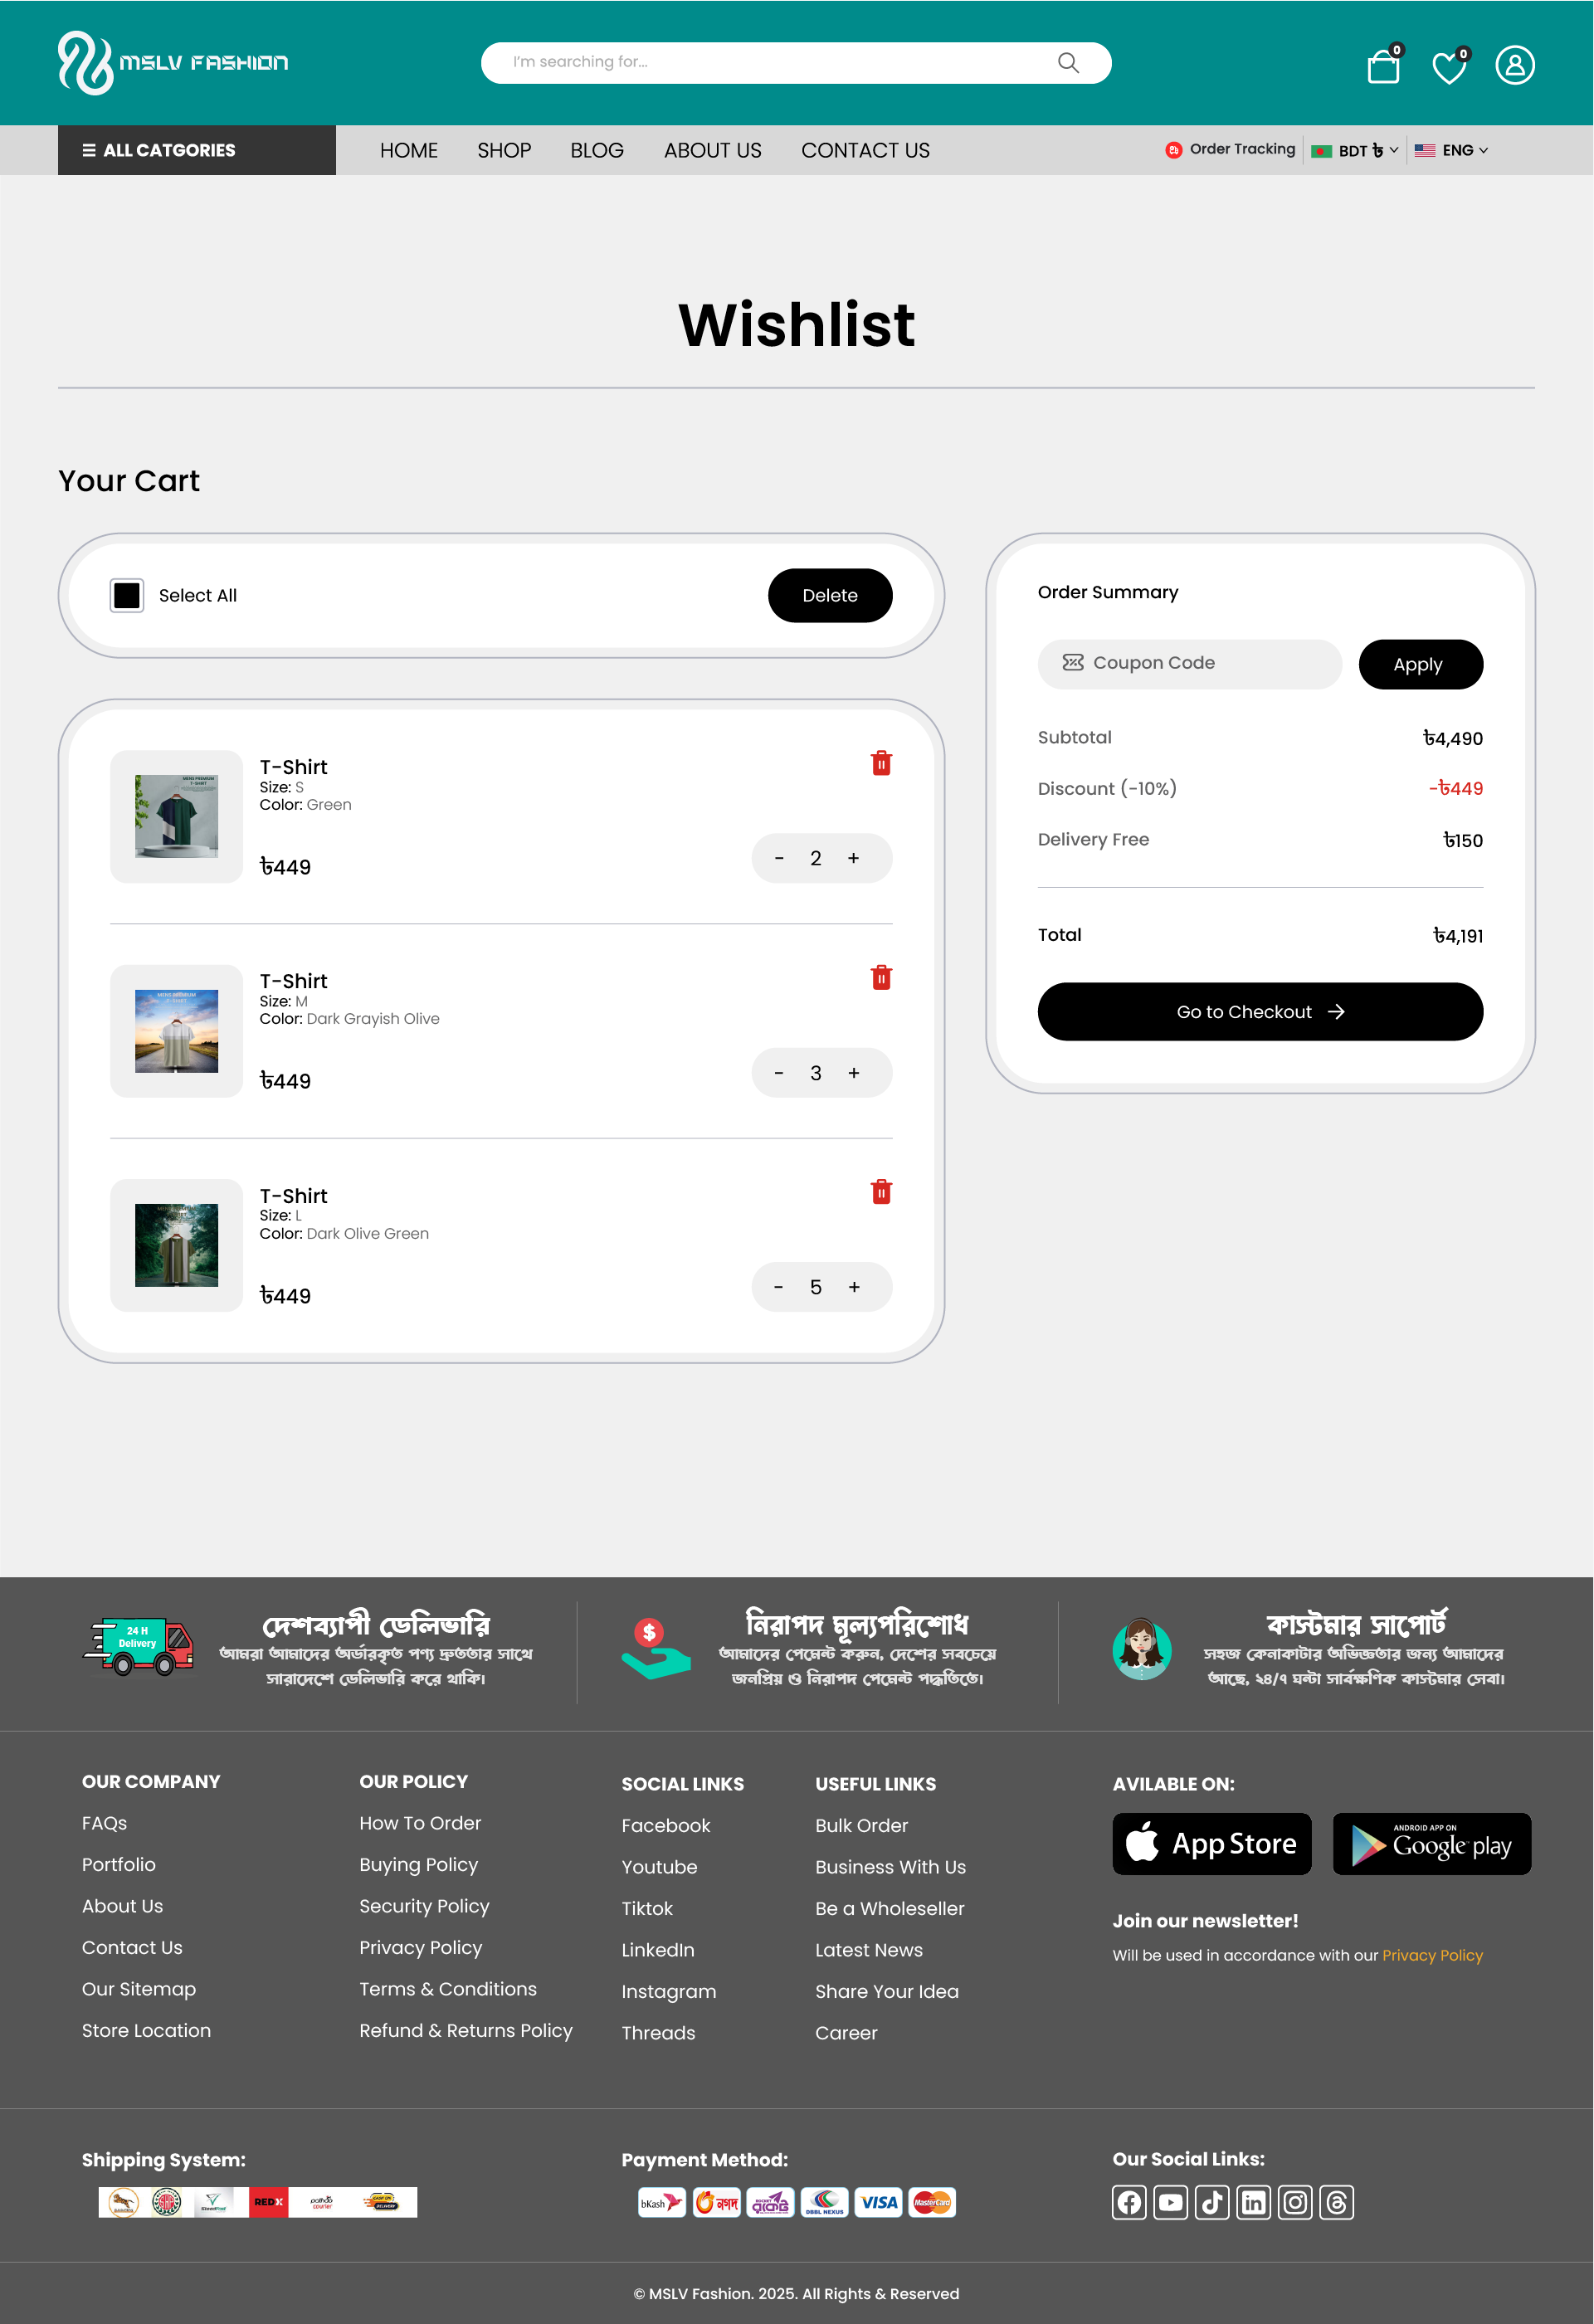 MSLV FASHION
I'm searching for...
0
0
ALL CATGORIES
HOME
SHOP
BLOG
ABOUT US
CONTACT US
Order Tracking
BDT ৳
ENG
Wishlist
Your Cart
Select All
Delete
MENS PREMIUM
T-SHIRT
T-Shirt
Size: S
Color: Green
৳449
- 2 +
MENS PREMIUM
T-SHIRT
T-Shirt
Size: M
Color: Dark Grayish Olive
৳449
- 3 +
T-Shirt
Size: L
Color: Dark Olive Green
৳449
- 5 +
Order Summary
Coupon Code
Apply
Subtotal
৳4,490
Discount (-10%)
-৳449
Delivery Free
৳150
Total
৳4,191
Go to Checkout
24 H
Delivery
দেশব্যাপী ডেলিভারি
আমরা আমাদের অর্ডারকৃত পণ্য দ্রুততার সাথে
সারাদেশে ডেলিভারি করে থাকি।
$
নিরাপদ মূল্যপরিশোধ
আমাদের পেমেন্ট করুন, দেশের সবচেয়ে
জনপ্রিয় ও নিরাপদ পেমেন্ট পদ্ধতিতে।
কাস্টমার সাপোর্ট
সহজ কেনাকাটার অভিজ্ঞতার জন্য আমাদের
আছে, ২৪/৭ ঘন্টা সার্বক্ষণিক কাস্টমার সেবা।
OUR COMPANY
FAQs
Portfolio
About Us
Contact Us
Our Sitemap
Store Location
OUR POLICY
How To Order
Buying Policy
Security Policy
Privacy Policy
Terms & Conditions
Refund & Returns Policy
SOCIAL LINKS
Facebook
Youtube
Tiktok
LinkedIn
Instagram
Threads
USEFUL LINKS
Bulk Order
Business With Us
Be a Wholeseller
Latest News
Share Your Idea
Career
AVILABLE ON:
App Store
ANDROID APP ON
Google play
Join our newsletter!
Will be used in accordance with our Privacy Policy
Shipping System:
REDX
pathao
courier
CASH ON
DELIVERY
Payment Method:
bKash
নগদ
রকেট
DBBL NEXUS
VISA
MasterCard
Our Social Links:
© MSLV Fashion. 2025. All Rights & Reserved